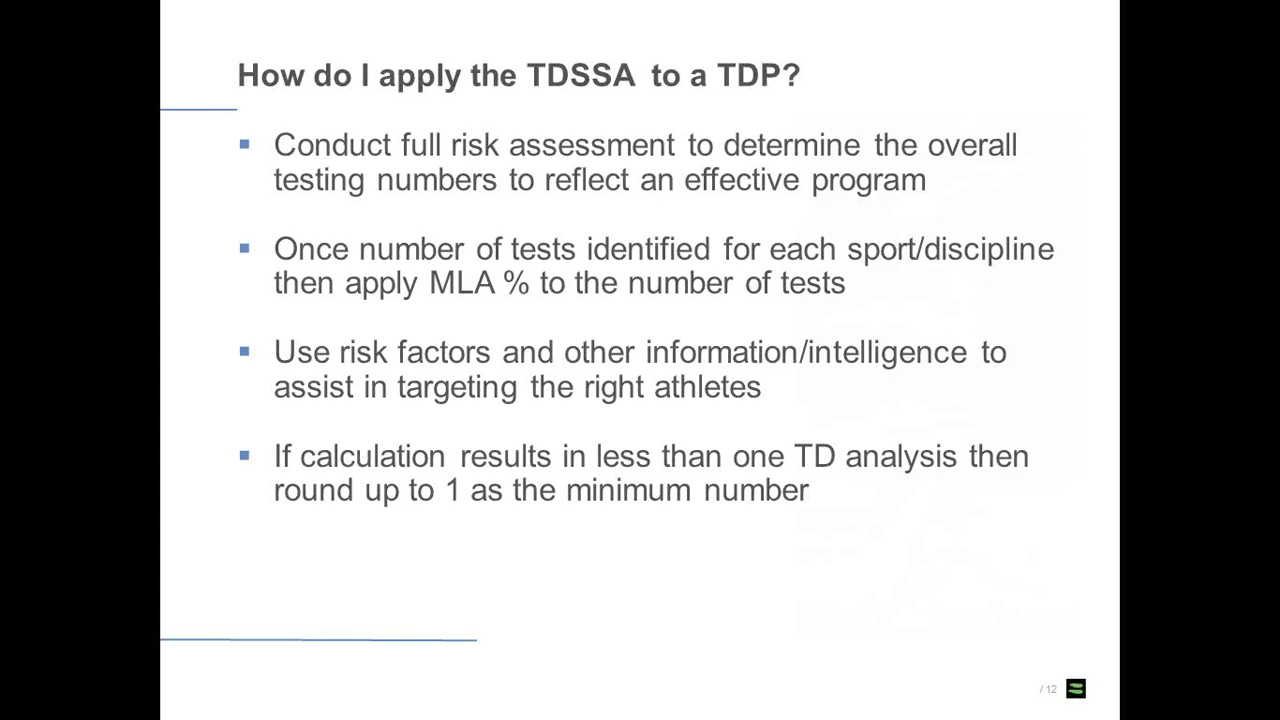 How do I apply the TDSSA to a TDP?
▪ Conduct full risk assessment to determine the overall
testing numbers to reflect an effective program
▪ Once number of tests identified for each sport/discipline
then apply MLA % to the number of tests
▪ Use risk factors and other information/intelligence to
assist in targeting the right athletes
▪ If calculation results in less than one TD analysis then
round up to 1 as the minimum number
/ 12